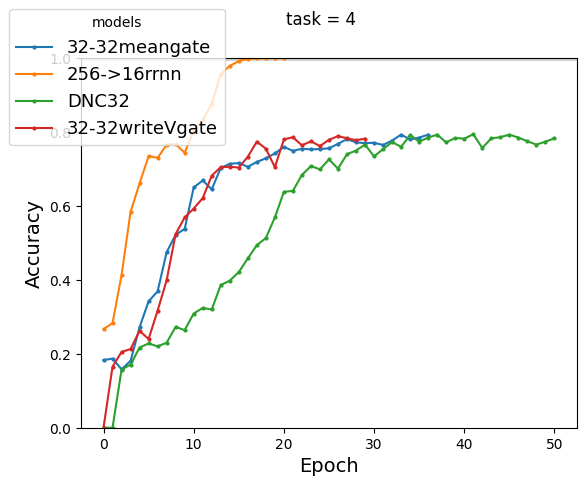 task = 4
models
32-32meangate
256->16rrnn
DNC32
32-32writeVgate
1.0
0.8
0.6
0.4
0.2
0.0
Accuracy
0 10 20 30 40 50
Epoch